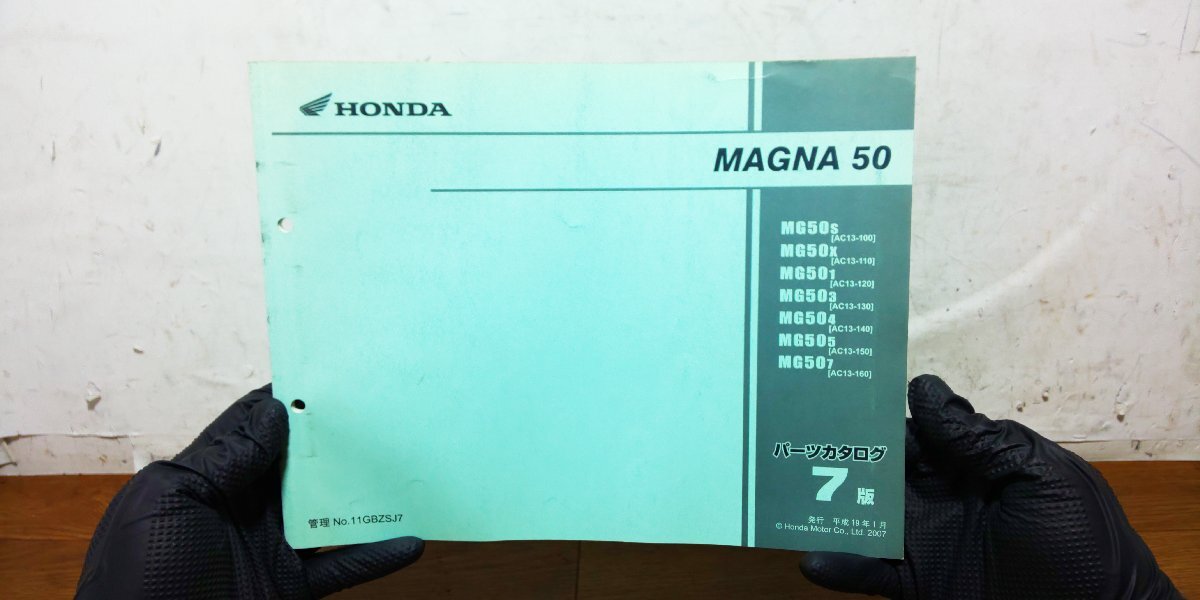 HONDA
MAGNA 50
MG50S
[AC13-100]
MG50X
[AC13-110]
MG501
[AC13-120]
MG503
[AC13-130]
MG504
[AC13-140]
MG505
[AC13-150]
MG507
[AC13-160]
パーツカタログ
7版
管理 No.11GBZSJ7
発行 平成19年1月
© Honda Motor Co., Ltd. 2007